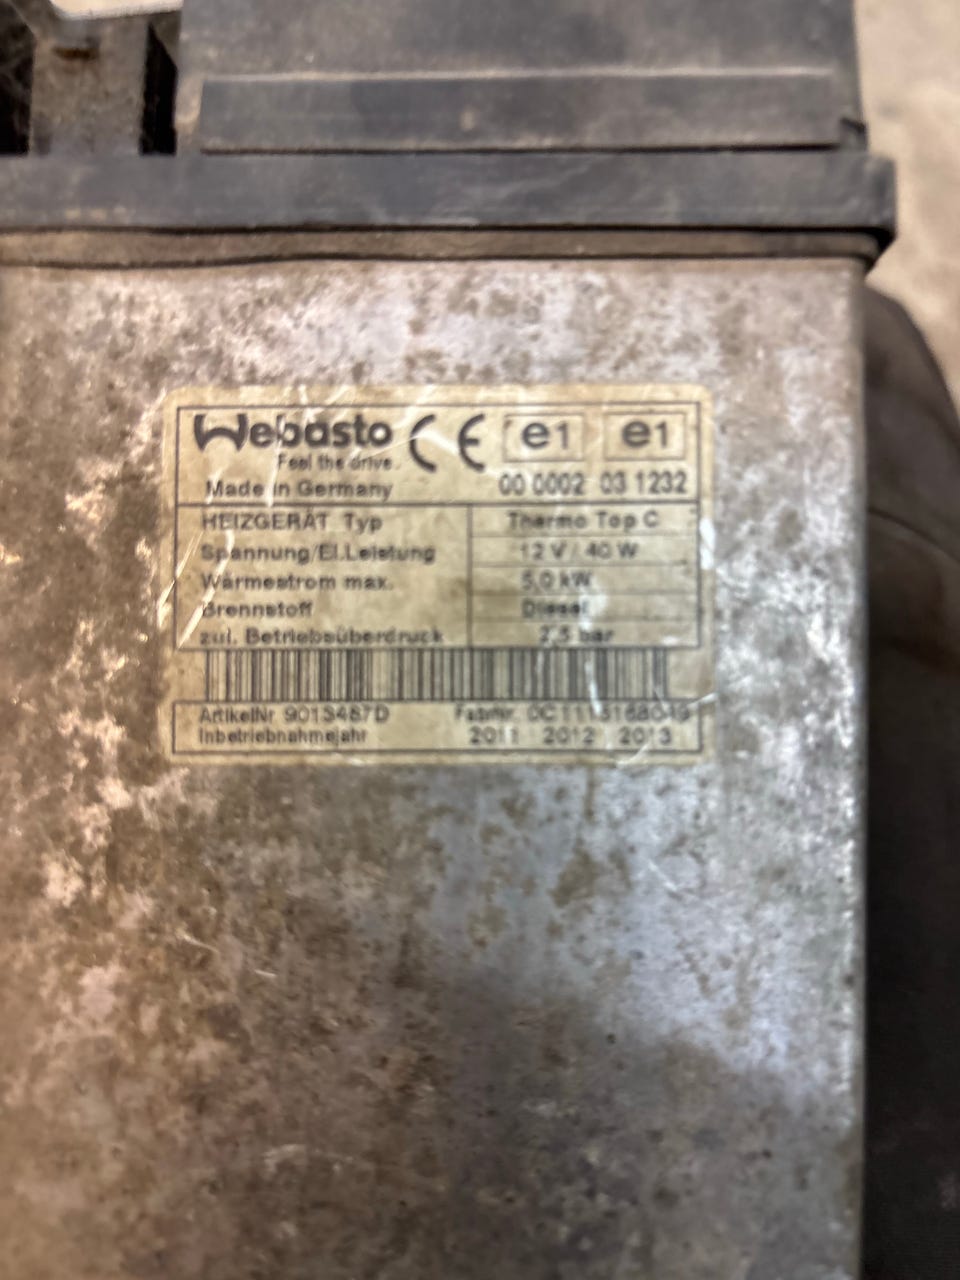 Webasto CE e1 e1
Feel the drive
Made in Germany 00 0002 03 1232
HEIZGERÄT Typ Thermo Top C
Spannung/El.Leistung 12 V / 40 W
Wärmestrom max. 5,0 kW
Brennstoff Diesel
zul. Betriebsüberdruck 2,5 bar
ArtikelNr 9013487D FabrNr.
Inbetriebnahmejahr 2011 2012 2013